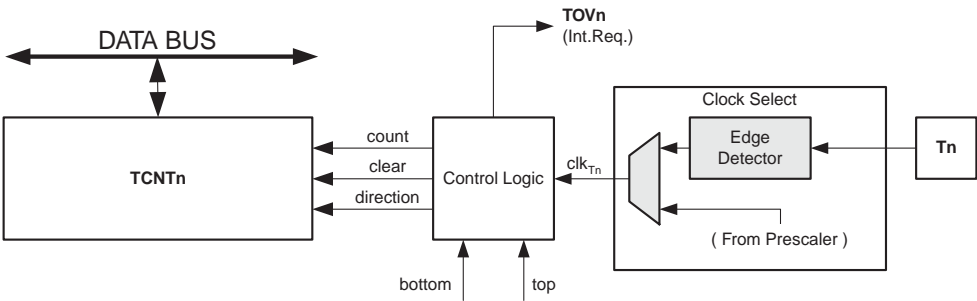 TOVn
(Int.Req.)
DATA BUS
Clock Select
count
Edge
Detector
Tn
TCNTn
clear
Control Logic
clkTn
direction
( From Prescaler )
bottom
top